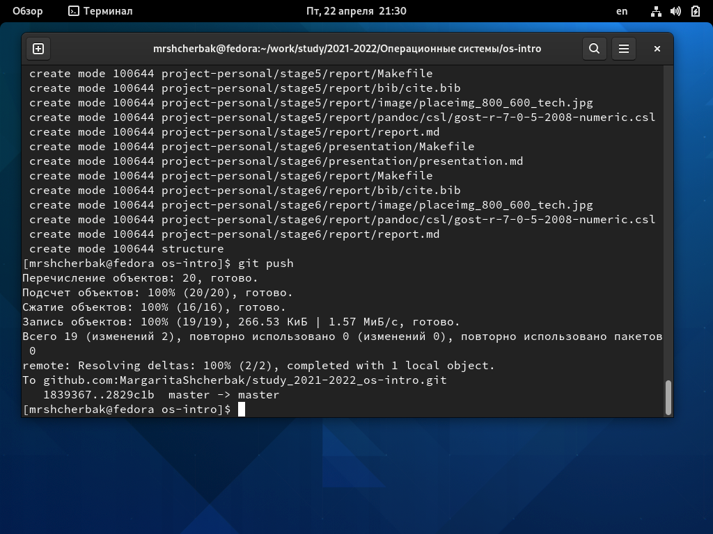 Обзор Терминал Пт, 22 апреля 21:30 en
mrshcherbak@fedora:~/work/study/2021-2022/Операционные системы/os-intro
create mode 100644 project-personal/stage5/report/Makefile
create mode 100644 project-personal/stage5/report/bib/cite.bib
create mode 100644 project-personal/stage5/report/image/placeimg_800_600_tech.jpg
create mode 100644 project-personal/stage5/report/pandoc/csl/gost-r-7-0-5-2008-numeric.csl
create mode 100644 project-personal/stage5/report/report.md
create mode 100644 project-personal/stage6/presentation/Makefile
create mode 100644 project-personal/stage6/presentation/presentation.md
create mode 100644 project-personal/stage6/report/Makefile
create mode 100644 project-personal/stage6/report/bib/cite.bib
create mode 100644 project-personal/stage6/report/image/placeimg_800_600_tech.jpg
create mode 100644 project-personal/stage6/report/pandoc/csl/gost-r-7-0-5-2008-numeric.csl
create mode 100644 project-personal/stage6/report/report.md
create mode 100644 structure
[mrshcherbak@fedora os-intro]$ git push
Перечисление объектов: 20, готово.
Подсчет объектов: 100% (20/20), готово.
Сжатие объектов: 100% (16/16), готово.
Запись объектов: 100% (19/19), 266.53 КиБ | 1.57 МиБ/с, готово.
Всего 19 (изменений 2), повторно использовано 0 (изменений 0), повторно использовано пакетов
0
remote: Resolving deltas: 100% (2/2), completed with 1 local object.
To github.com:MargaritaShcherbak/study_2021-2022_os-intro.git
1839367..2829c1b master -> master
[mrshcherbak@fedora os-intro]$